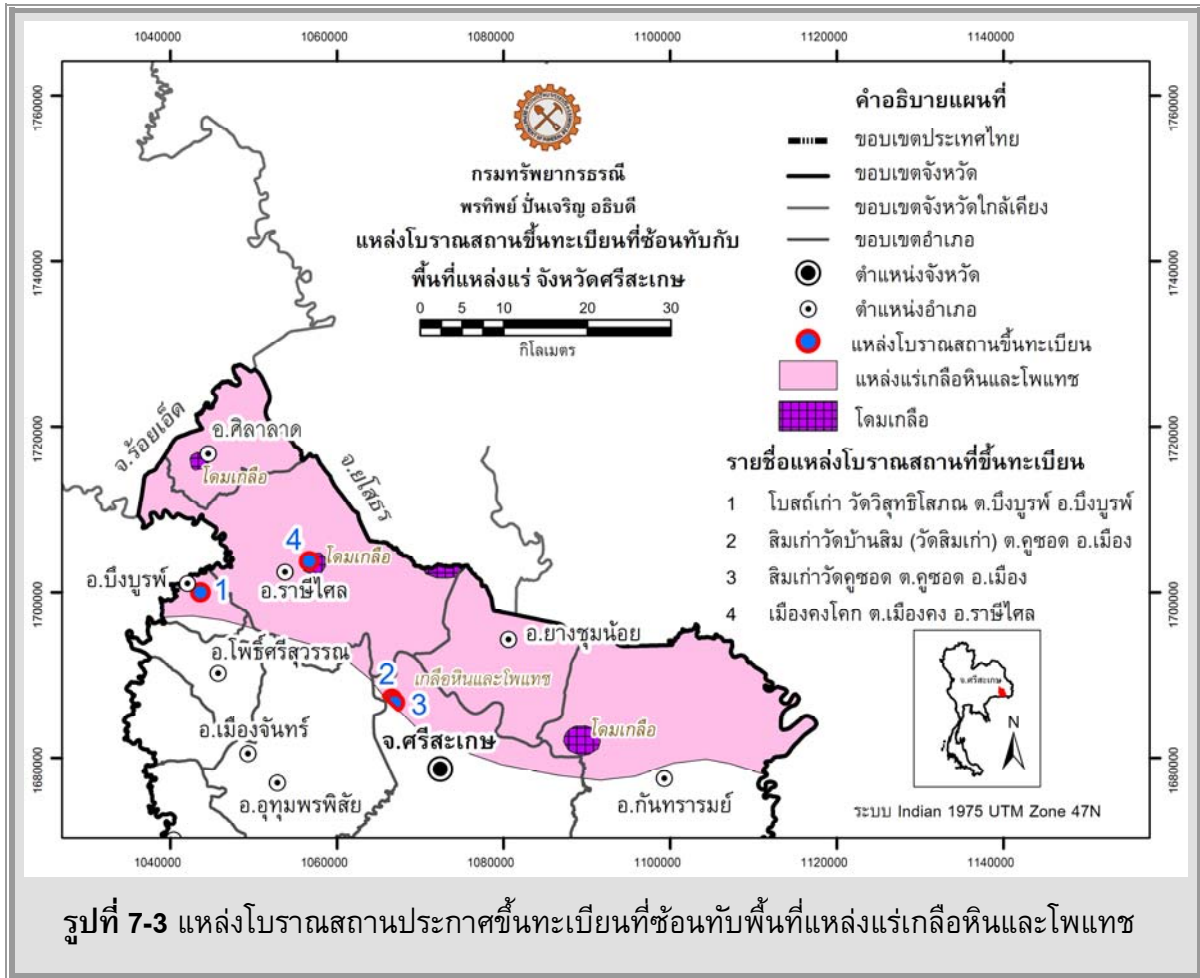 1040000 1060000 1080000 1100000 1120000 1140000
1760000
1740000
1720000
1700000
1680000
กรมทรัพยากรธรณี
พรทิพย์ ปั่นเจริญ อธิบดี
แหล่งโบราณสถานขึ้นทะเบียนที่ซ้อนทับกับ
พื้นที่แหล่งแร่ จังหวัดศรีสะเกษ
0 5 10 20 30
กิโลเมตร
คำอธิบายแผนที่
ขอบเขตประเทศไทย
ขอบเขตจังหวัด
ขอบเขตจังหวัดใกล้เคียง
ขอบเขตอำเภอ
ตำแหน่งจังหวัด
ตำแหน่งอำเภอ
แหล่งโบราณสถานขึ้นทะเบียน
แหล่งแร่เกลือหินและโพแทช
โดมเกลือ
รายชื่อแหล่งโบราณสถานที่ขึ้นทะเบียน
1 โบสถ์เก่า วัดวิสุทธิโสภณ ต.บึงบูรพ์ อ.บึงบูรพ์
2 สิมเก่าวัดบ้านสิม (วัดสิมเก่า) ต.คูซอด อ.เมือง
3 สิมเก่าวัดคูซอด ต.คูซอด อ.เมือง
4 เมืองคงโคก ต.เมืองคง อ.ราษีไศล
จ.ร้อยเอ็ด
อ.ศิลาลาด
โดมเกลือ
จ.ยโสธร
4
โดมเกลือ
อ.บึงบูรพ์
1
อ.ราษีไศล
อ.ยางชุมน้อย
อ.โพธิ์ศรีสุวรรณ
2
เกลือหินและโพแทช
3
อ.เมืองจันทร์
จ.ศรีสะเกษ
โดมเกลือ
อ.อุทุมพรพิสัย
อ.กันทรารมย์
จ.ศรีสะเกษ
N
ระบบ Indian 1975 UTM Zone 47N
1760000
1740000
1720000
1700000
1680000
1040000 1060000 1080000 1100000 1120000 1140000
รูปที่ 7-3 แหล่งโบราณสถานประกาศขึ้นทะเบียนที่ซ้อนทับพื้นที่แหล่งแร่เกลือหินและโพแทช